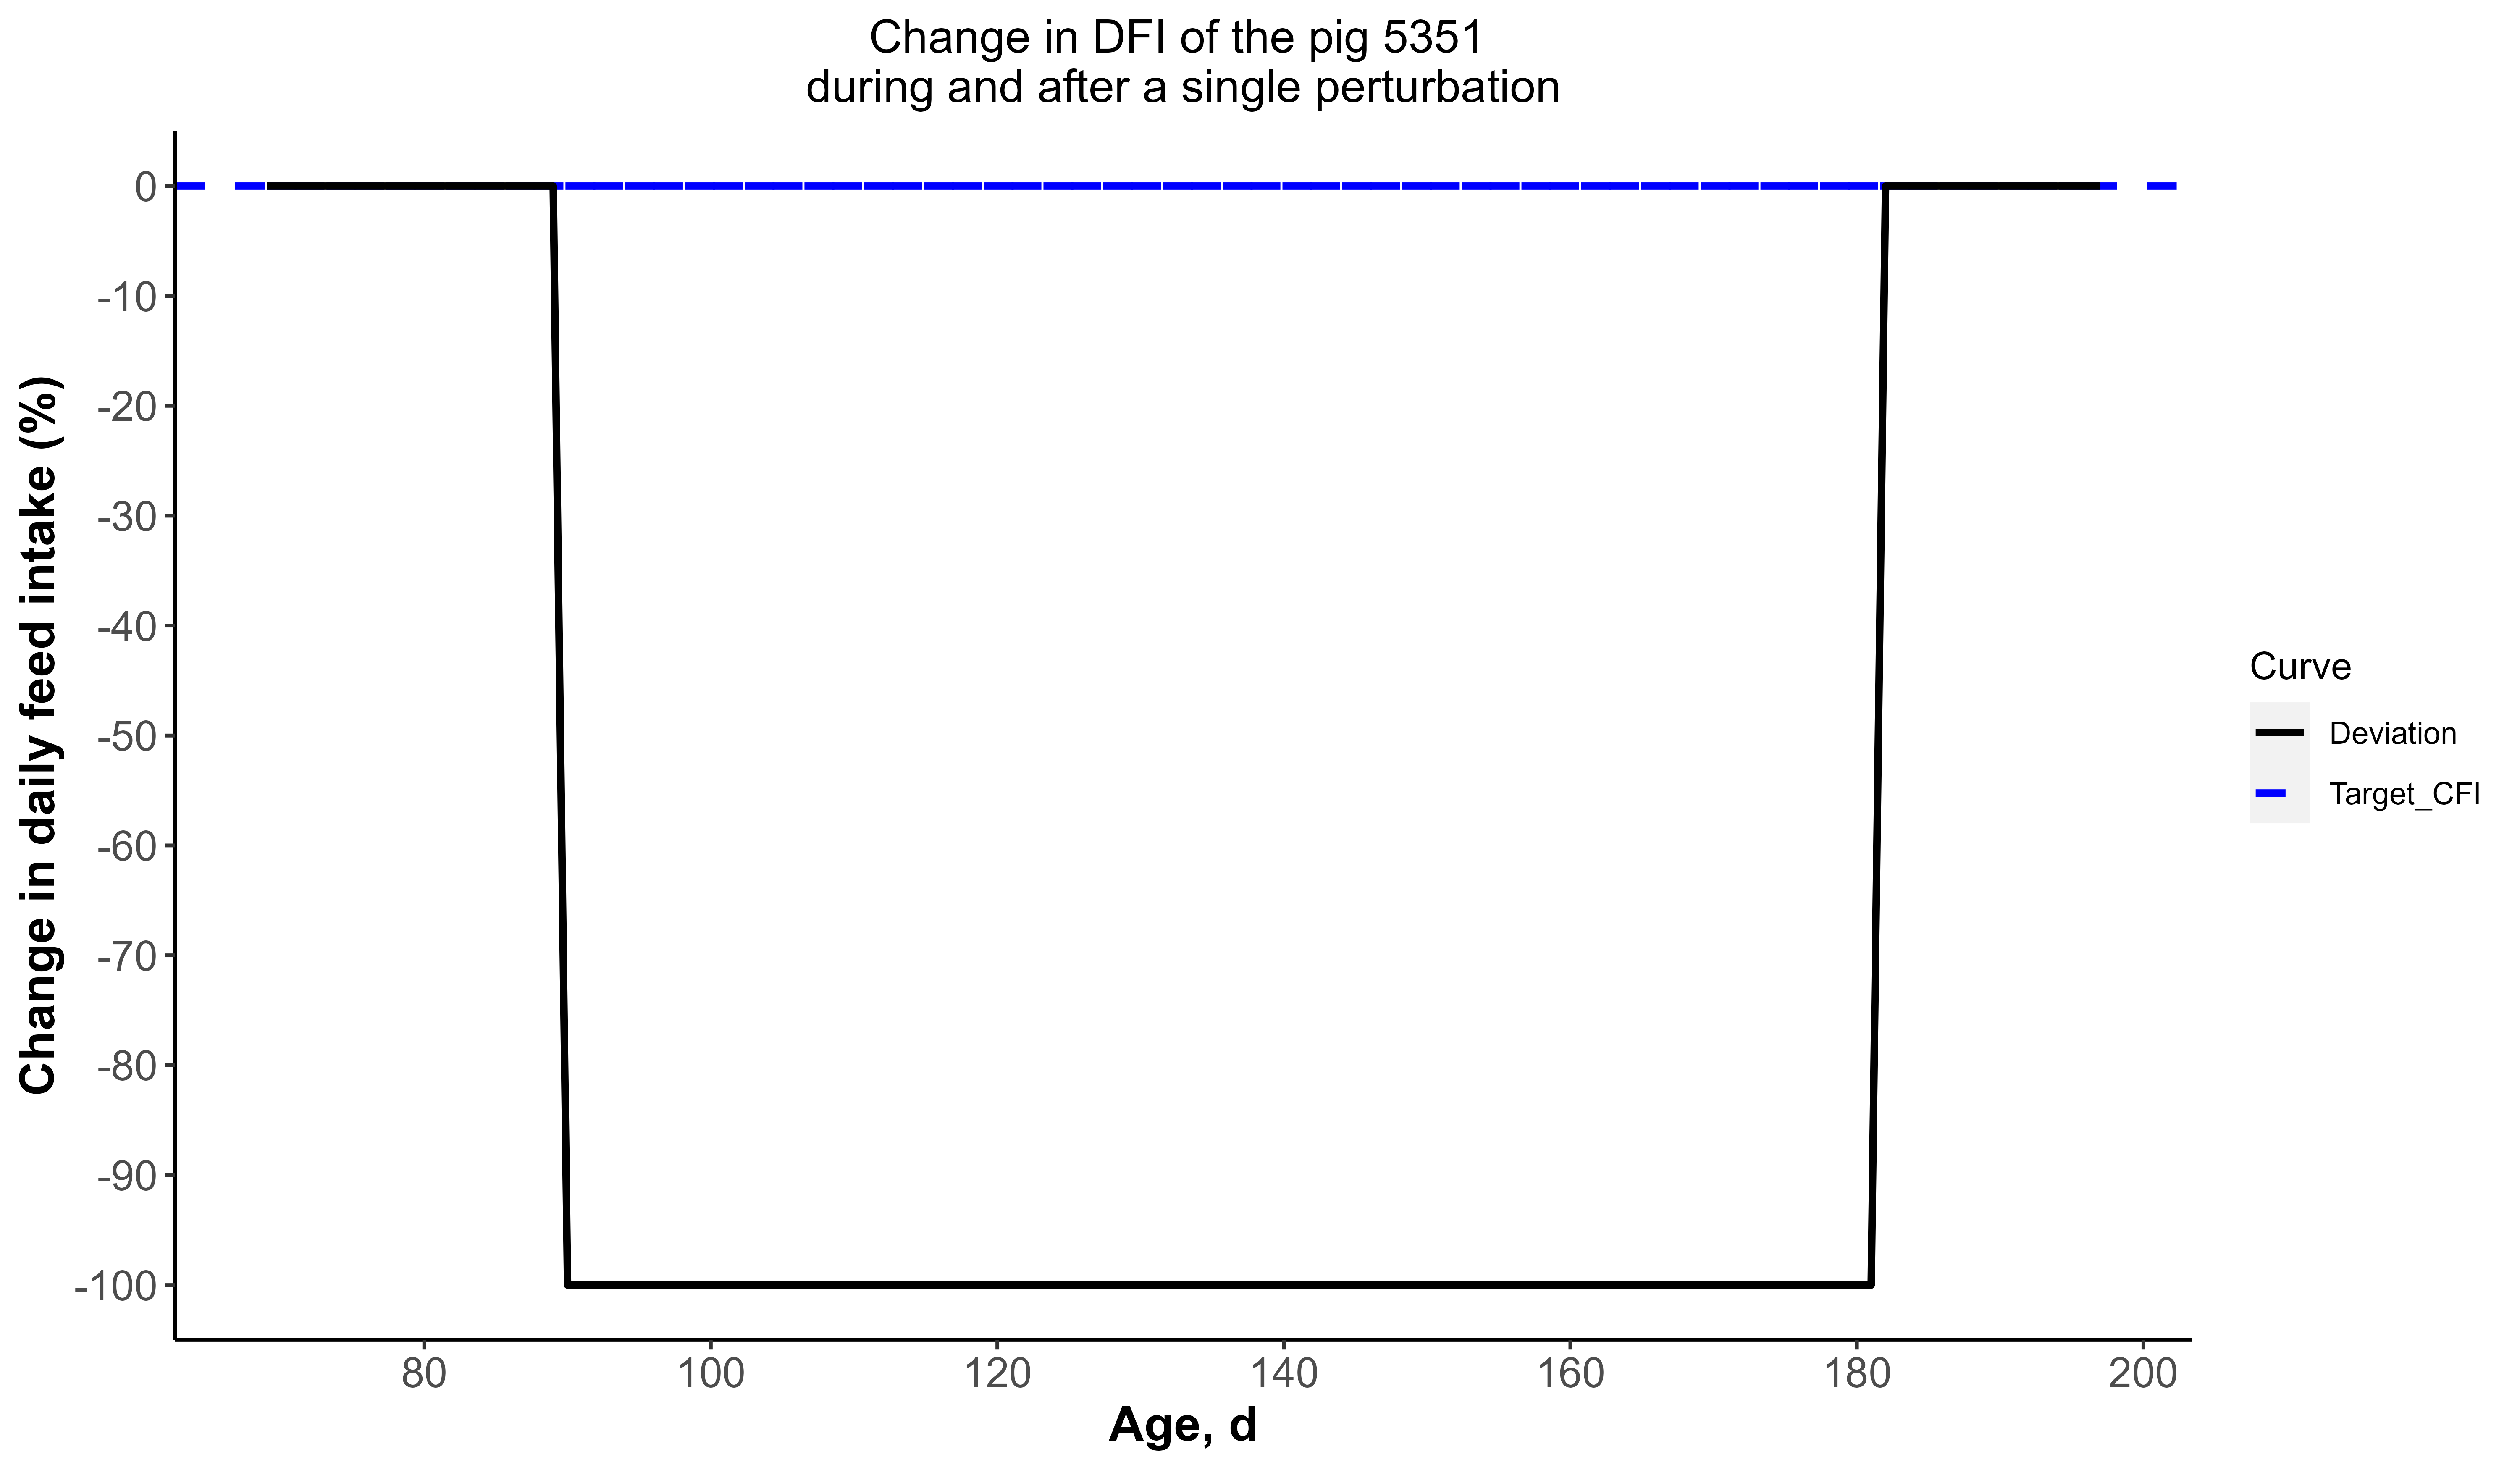 Change in DFI of the pig 5351
during and after a single perturbation
Change in daily feed intake (%)
0
-10
-20
-30
-40
-50
-60
-70
-80
-90
-100
80
100
120
140
160
180
200
Age, d
Curve
Deviation
Target_CFI